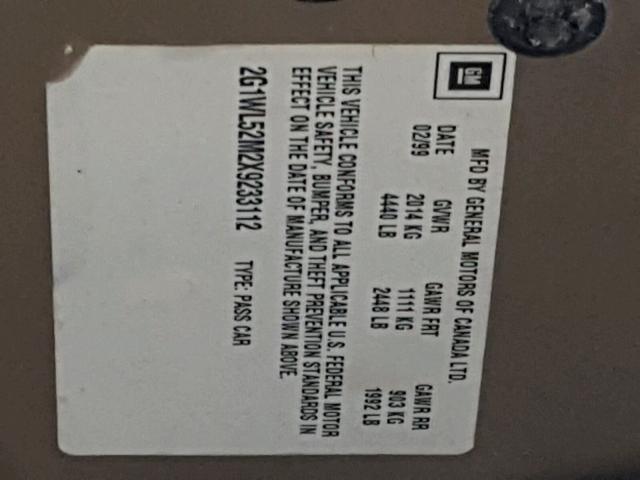 GM
MFD BY GENERAL MOTORS OF CANADA LTD.
DATE GVWR GAWR FRT GAWR RR
02/99 2014 KG 1111 KG 903 KG
4440 LB 2448 LB 1992 LB
THIS VEHICLE CONFORMS TO ALL APPLICABLE U.S. FEDERAL MOTOR
VEHICLE SAFETY, BUMPER, AND THEFT PREVENTION STANDARDS IN
EFFECT ON THE DATE OF MANUFACTURE SHOWN ABOVE.
2G1WL52M2X9233112 TYPE: PASS CAR